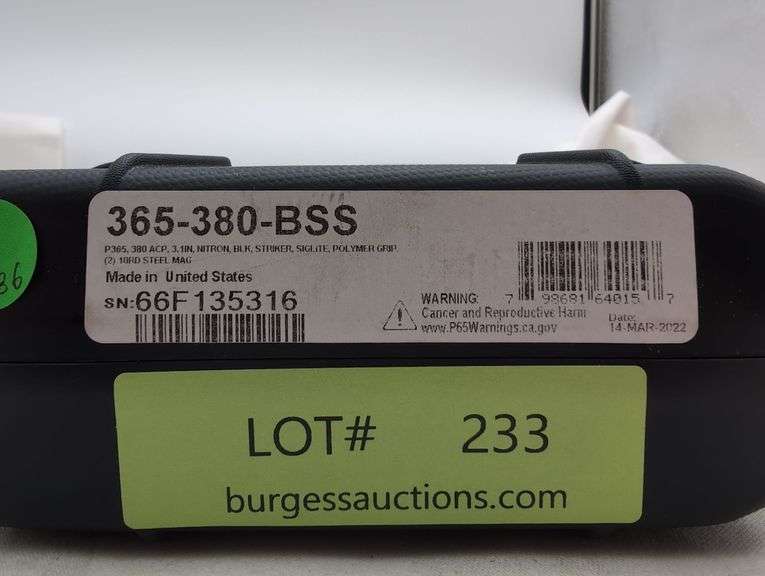 365-380-BSS
P365, 380 ACP, 3.1IN, NITRON, BLK, STRIKER, SIGLITE, POLYMER GRIP
(2) 10RD STEEL MAG
Made in United States
SN:66F135316
WARNING:
Cancer and Reproductive Harm
www.P65Warnings.ca.gov
7 98681 64015 7
Date:
14-MAR-2022
86
LOT# 233
burgessauctions.com